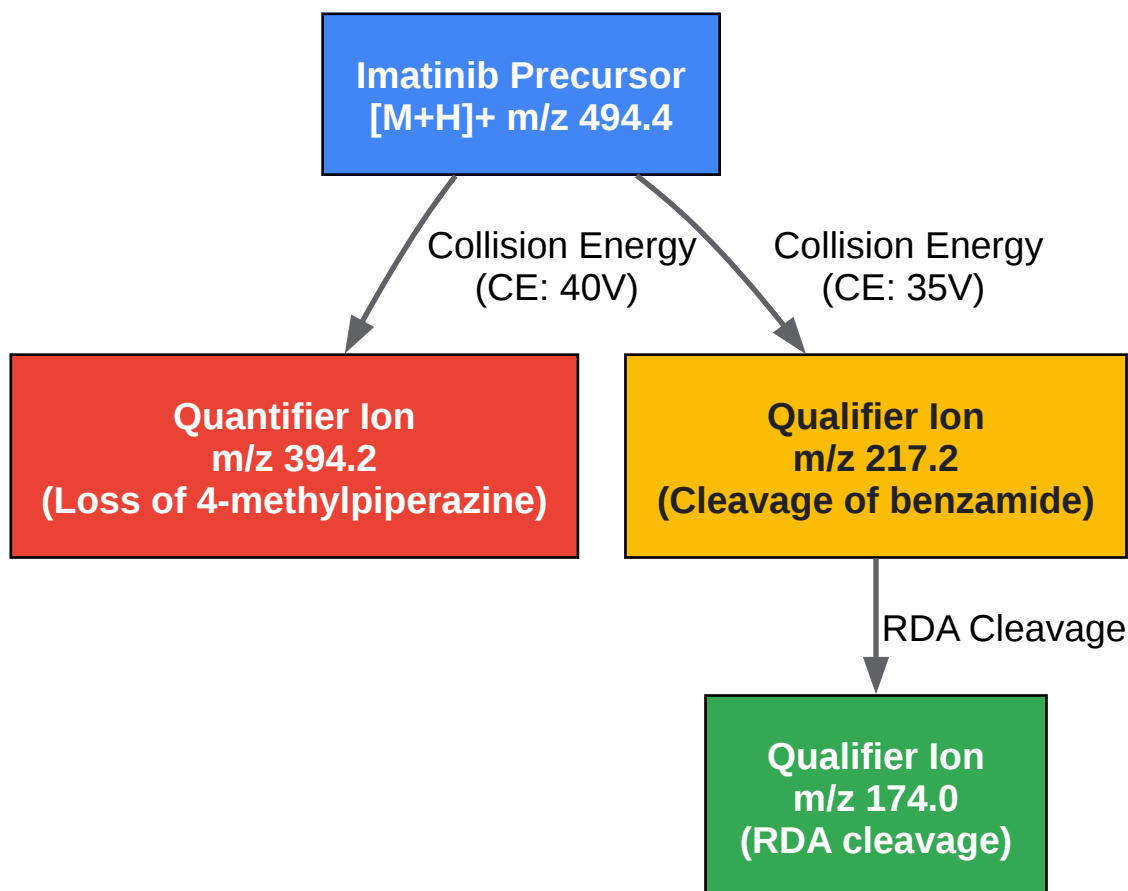 Imatinib Precursor
[M+H]+ m/z 494.4
Collision Energy
(CE: 40V)
Collision Energy
(CE: 35V)
Quantifier Ion
m/z 394.2
(Loss of 4-methylpiperazine)
Qualifier Ion
m/z 217.2
(Cleavage of benzamide)
RDA Cleavage
Qualifier Ion
m/z 174.0
(RDA cleavage)